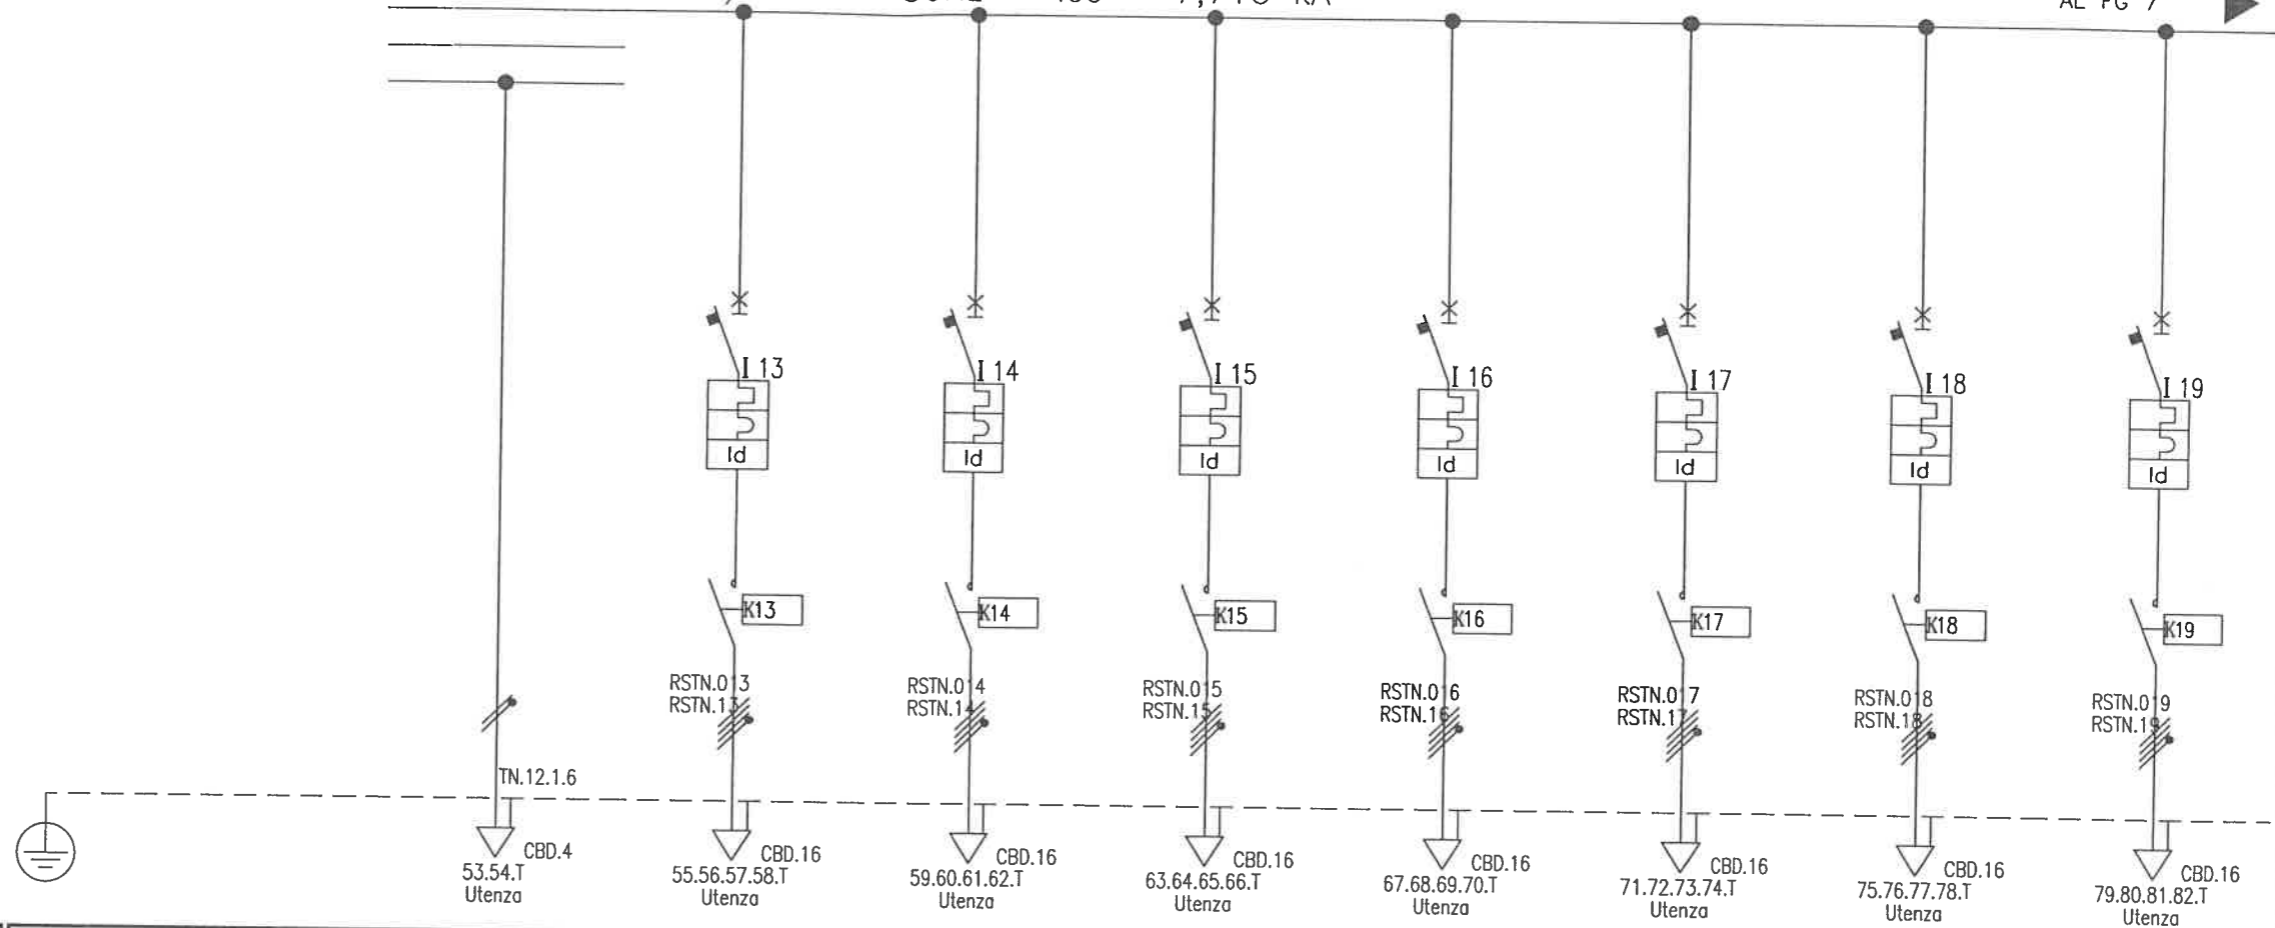 AL PG 7
I 13
I 14
I 15
I 16
I 17
I 18
I 19
Id
Id
Id
Id
Id
Id
Id
K13
K14
K15
K16
K17
K18
K19
RSTN.013
RSTN.13
RSTN.014
RSTN.14
RSTN.015
RSTN.15
RSTN.016
RSTN.16
RSTN.017
RSTN.17
RSTN.018
RSTN.18
RSTN.019
RSTN.19
TN.12.1.6
CBD.4
53.54.T
Utenza
CBD.16
55.56.57.58.T
Utenza
CBD.16
59.60.61.62.T
Utenza
CBD.16
63.64.65.66.T
Utenza
CBD.16
67.68.69.70.T
Utenza
CBD.16
71.72.73.74.T
Utenza
CBD.16
75.76.77.78.T
Utenza
CBD.16
79.80.81.82.T
Utenza